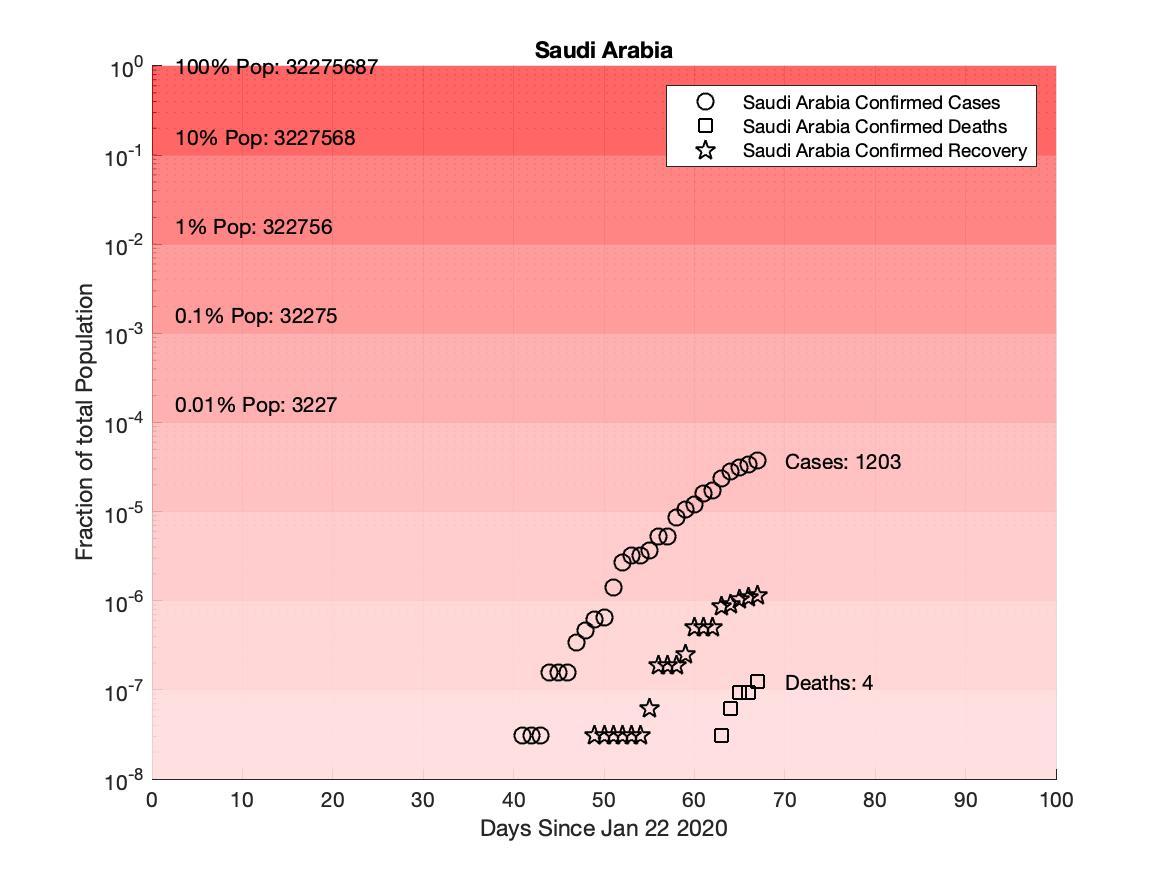 Saudi Arabia
10^0
100% Pop: 32275687
Saudi Arabia Confirmed Cases
Saudi Arabia Confirmed Deaths
Saudi Arabia Confirmed Recovery
10% Pop: 3227568
10^-1
1% Pop: 322756
10^-2
0.1% Pop: 32275
10^-3
0.01% Pop: 3227
10^-4
Cases: 1203
10^-5
10^-6
Deaths: 4
10^-7
10^-8
Fraction of total Population
0 10 20 30 40 50 60 70 80 90 100
Days Since Jan 22 2020